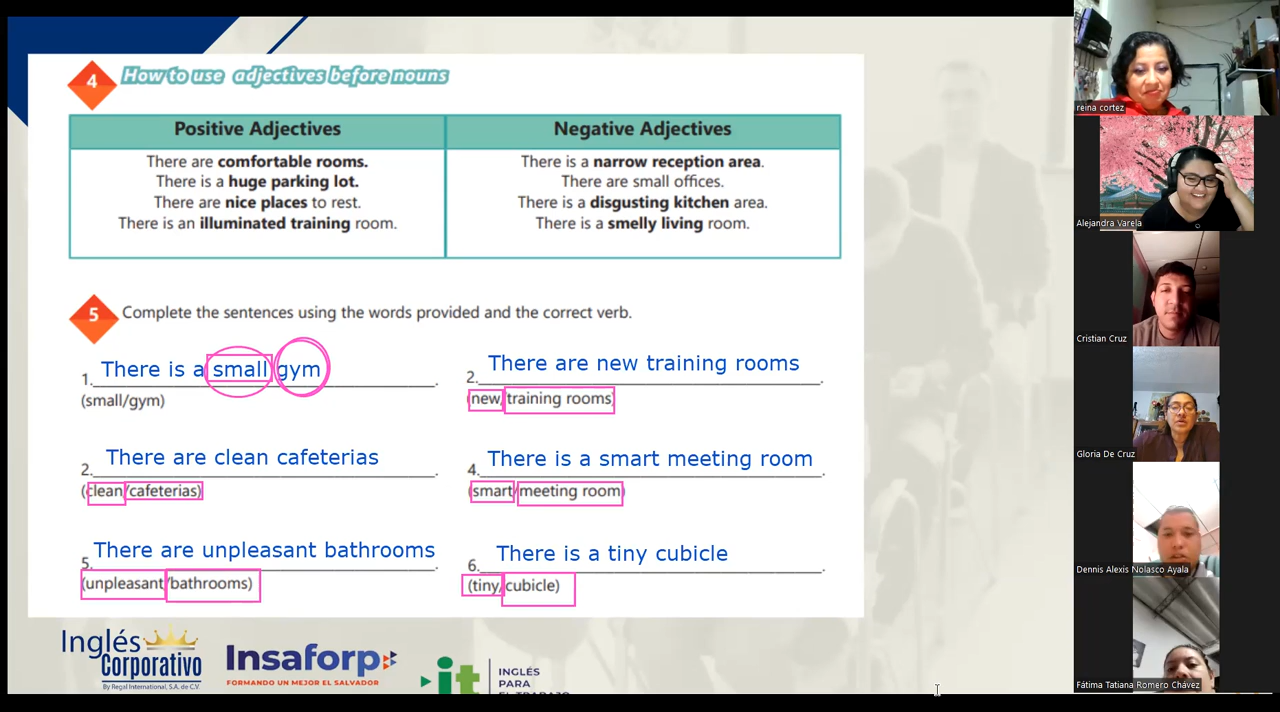 4 How to use adjectives before nouns
Positive Adjectives
There are comfortable rooms.
There is a huge parking lot.
There are nice places to rest.
There is an illuminated training room.
Negative Adjectives
There is a narrow reception area.
There are small offices.
There is a disgusting kitchen area.
There is a smelly living room.
5 Complete the sentences using the words provided and the correct verb.
1. There is a small gym.
(small/gym)
2. There are new training rooms.
(new/training rooms)
2. There are clean cafeterias.
(clean/cafeterias)
4. There is a smart meeting room.
(smart/meeting room)
5. There are unpleasant bathrooms.
(unpleasant/bathrooms)
6. There is a tiny cubicle.
(tiny/cubicle)
Inglés
Corporativo
By Regal International, S.A. de C.V.
Insaforp
FORMANDO UN MEJOR EL SALVADOR
it
INGLÉS
PARA
EL TRABAJO
reina cortez
Alejandra Varela
Cristian Cruz
Gloria De Cruz
Dennis Alexis Nolasco Ayala
Fátima Tatiana Romero Chávez